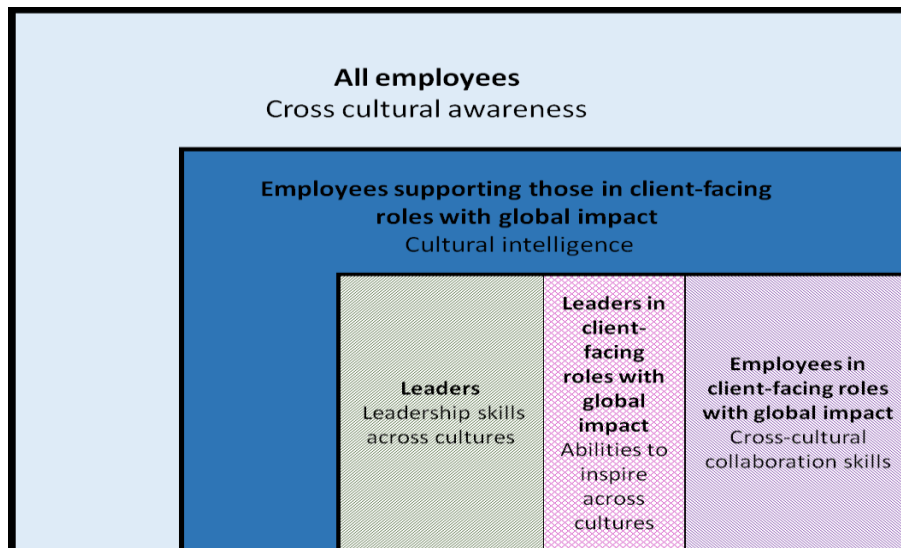 All employees
Cross cultural awareness
Employees supporting those in client-facing
roles with global impact
Cultural intelligence
Leaders
Leadership skills
across cultures
Leaders in
client-
facing
roles with
global
impact
Abilities to
inspire
across
cultures
Employees in
client-facing roles
with global impact
Cross-cultural
collaboration skills